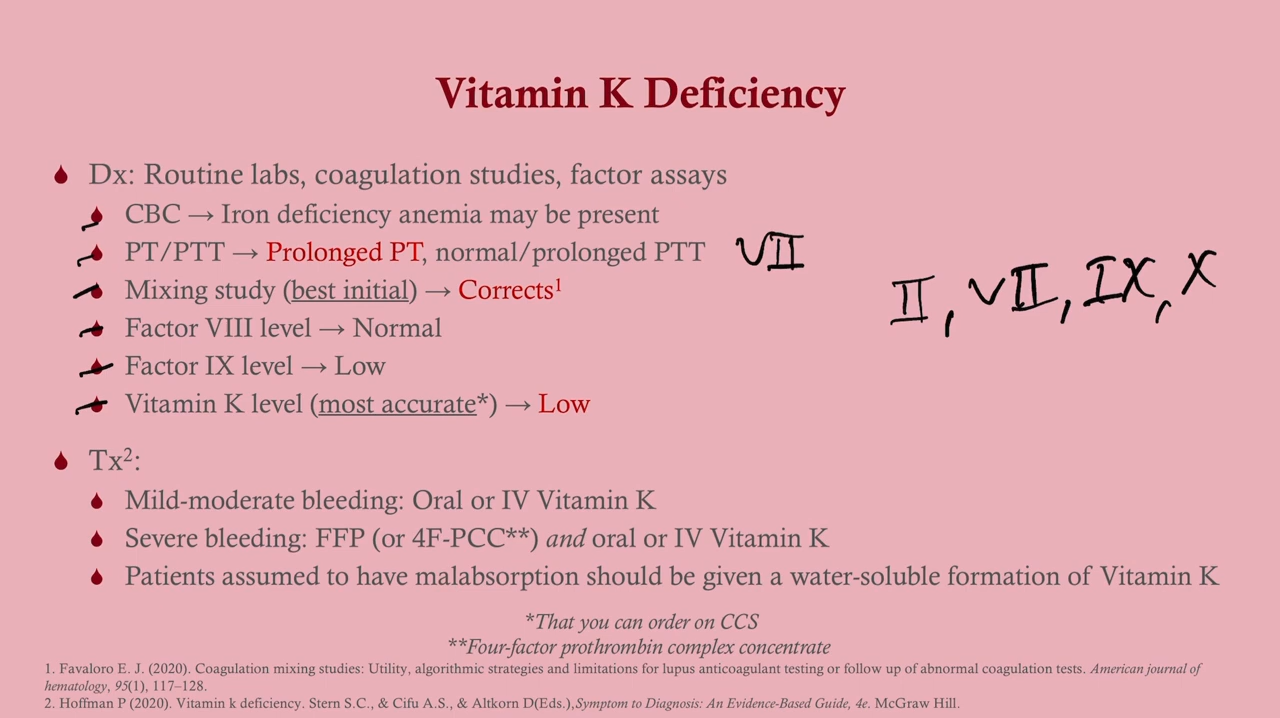 Vitamin K Deficiency
Dx: Routine labs, coagulation studies, factor assays
CBC → Iron deficiency anemia may be present
PT/PTT → Prolonged PT, normal/prolonged PTT VII
II, VII, IX, X
Mixing study (best initial) → Corrects¹
Factor VIII level → Normal
Factor IX level → Low
Vitamin K level (most accurate*) → Low
Tx²:
Mild-moderate bleeding: Oral or IV Vitamin K
Severe bleeding: FFP (or 4F-PCC**) and oral or IV Vitamin K
Patients assumed to have malabsorption should be given a water-soluble formation of Vitamin K
*That you can order on CCS
**Four-factor prothrombin complex concentrate
1. Favaloro E. J. (2020). Coagulation mixing studies: Utility, algorithmic strategies and limitations for lupus anticoagulant testing or follow up of abnormal coagulation tests. American journal of
hematology, 95(1), 117–128.
2. Hoffman P (2020). Vitamin k deficiency. Stern S.C., & Cifu A.S., & Altkorn D(Eds.),Symptom to Diagnosis: An Evidence-Based Guide, 4e. McGraw Hill.